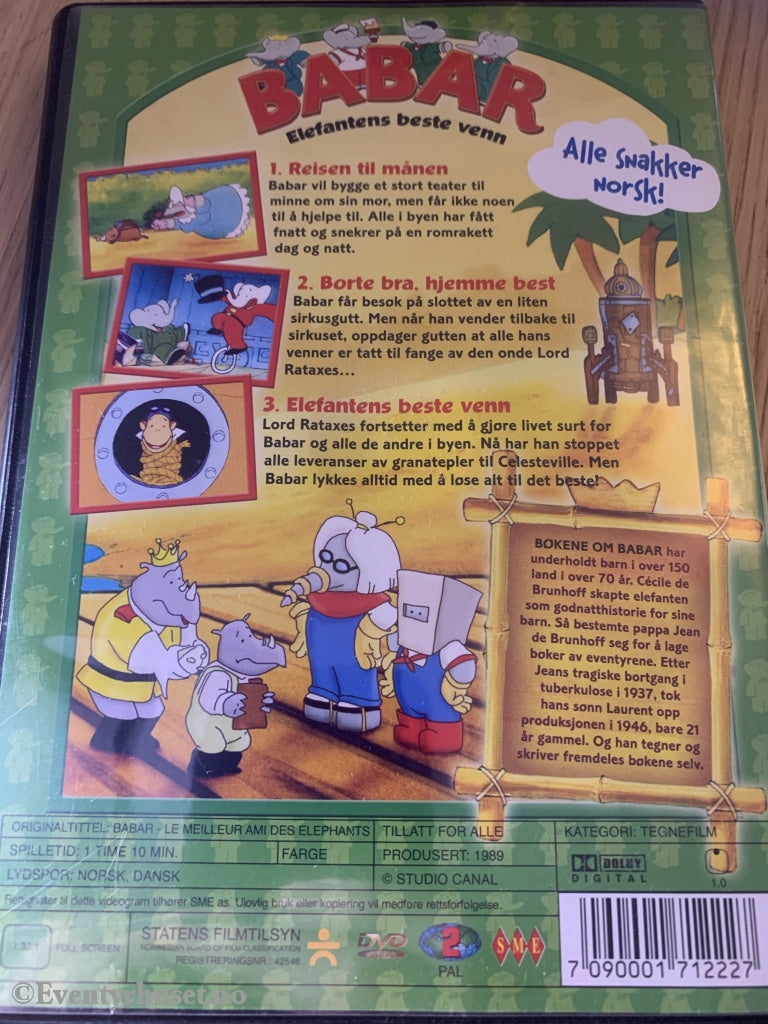 BABAR
Elefantens beste venn
Alle snakker
norsk!
1. Reisen til månen
Babar vil bygge et stort teater til
minne om sin mor, men får ikke noen
til å hjelpe til. Alle i byen har fått
fnatt og snekrer på en romrakett
dag og natt.
2. Borte bra, hjemme best
Babar får besøk på slottet av en liten
sirkusgutt. Men når han vender tilbake til
sirkuset, oppdager gutten at alle hans
venner er tatt til fange av den onde Lord
Rataxes...
3. Elefantens beste venn
Lord Rataxes fortsetter med å gjøre livet surt for
Babar og alle de andre i byen. Nå har han stoppet
alle leveranser av granatepler til Celesteville. Men
Babar lykkes alltid med å løse alt til det beste!
BØKENE OM BABAR har
underholdt barn i over 150
land i over 70 år. Cécile de
Brunhoff skapte elefanten
som godnatthistorie for sine
barn. Så bestemte pappa Jean
de Brunhoff seg for å lage
bøker av eventyrene. Etter
Jeans tragiske bortgang i
tuberkulose i 1937, tok
hans sønn Laurent opp
produksjonen i 1946, bare 21
år gammel. Og han tegner og
skriver fremdeles bøkene selv.
ORIGINALTITTEL: BABAR - LE MEILLEUR AMI DES ELEPHANTS
TILLATT FOR ALLE
KATEGORI: TEGNEFILM
SPILLETID: 1 TIME 10 MIN.
FARGE
PRODUSERT: 1989
LYDSPOR: NORSK, DANSK
© STUDIO CANAL
DOLBY
DIGITAL
1.0
Rettigheter til dette videogram tilhører SME as. Ulovlig bruk eller kopiering vil medføre rettsforfølgelse.
1.33:1
FULL SCREEN
STATENS FILMTILSYN
NORWEGIAN BOARD OF FILM CLASSIFICATION
REGISTRERINGSNR.: 42546
DVD
VIDEO
2
PAL
SME
7 090001 712227
©Eventyrhuset.no